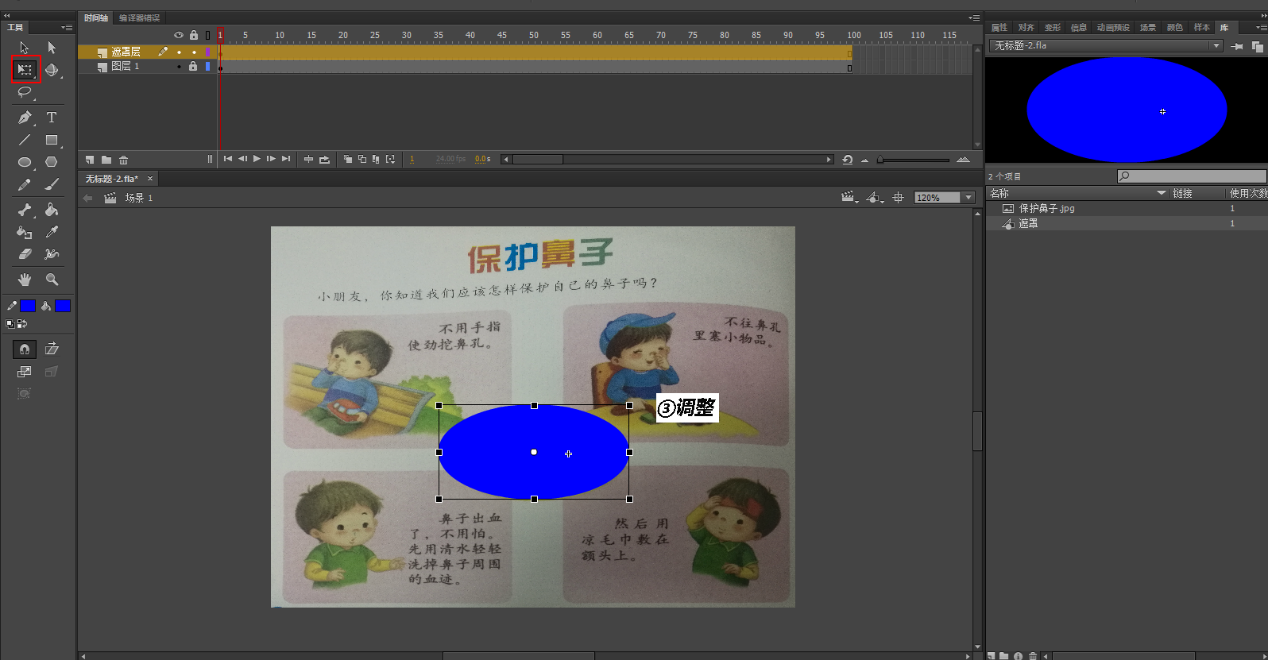 工具
时间轴 编译器错误
1 5 10 15 20 25 30 35 40 45 50 55 60 65 70 75 80 85 90 95 100 105 110 115
遮罩层
图层 1
1 24.00 fps 0.0 s
无标题-2.fla* ×
场景 1
120%
保护鼻子
小朋友，你知道我们应该怎样保护自己的鼻子吗？
不用手指
使劲挖鼻孔。
不往鼻孔
里塞小物品。
③调整
鼻子出血
了，不用怕。
先用清水轻轻
洗掉鼻子周围
的血迹。
然后用
凉毛巾敷在
额头上。
属性 对齐 变形 信息 动画预设 场景 颜色 样本 库
无标题-2.fla
2 个项目
名称 链接 使用次数
保护鼻子.jpg 1
遮罩 1